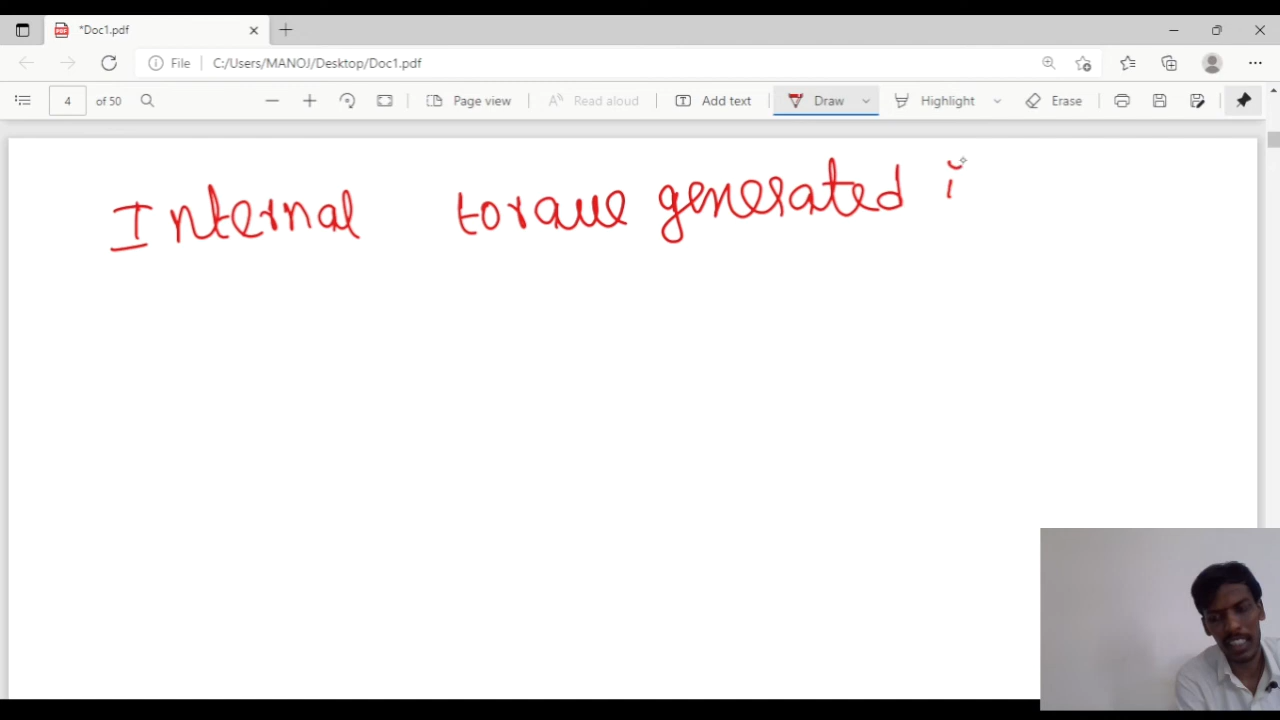 *Doc1.pdf
File C:/Users/MANOJ/Desktop/Doc1.pdf
4 of 50 Page view Read aloud Add text Draw Highlight Erase
Internal torque generated i